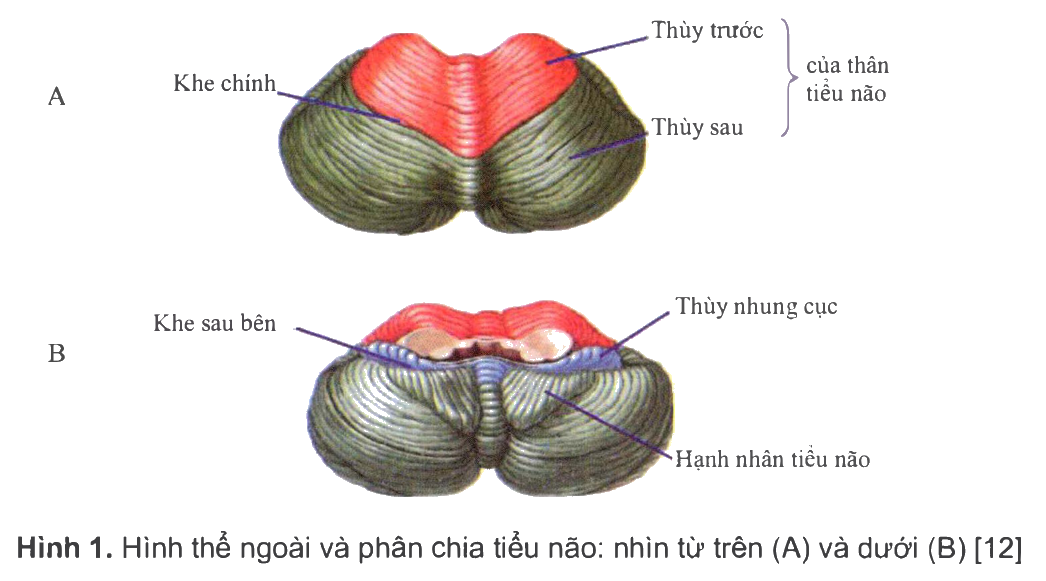 Thùy trước
của thân
tiểu não
Khe chính
A
Thùy sau
Thùy nhung cục
Khe sau bên
B
Hạnh nhân tiểu não
Hình 1. Hình thể ngoài và phân chia tiểu não: nhìn từ trên (A) và dưới (B) [12]